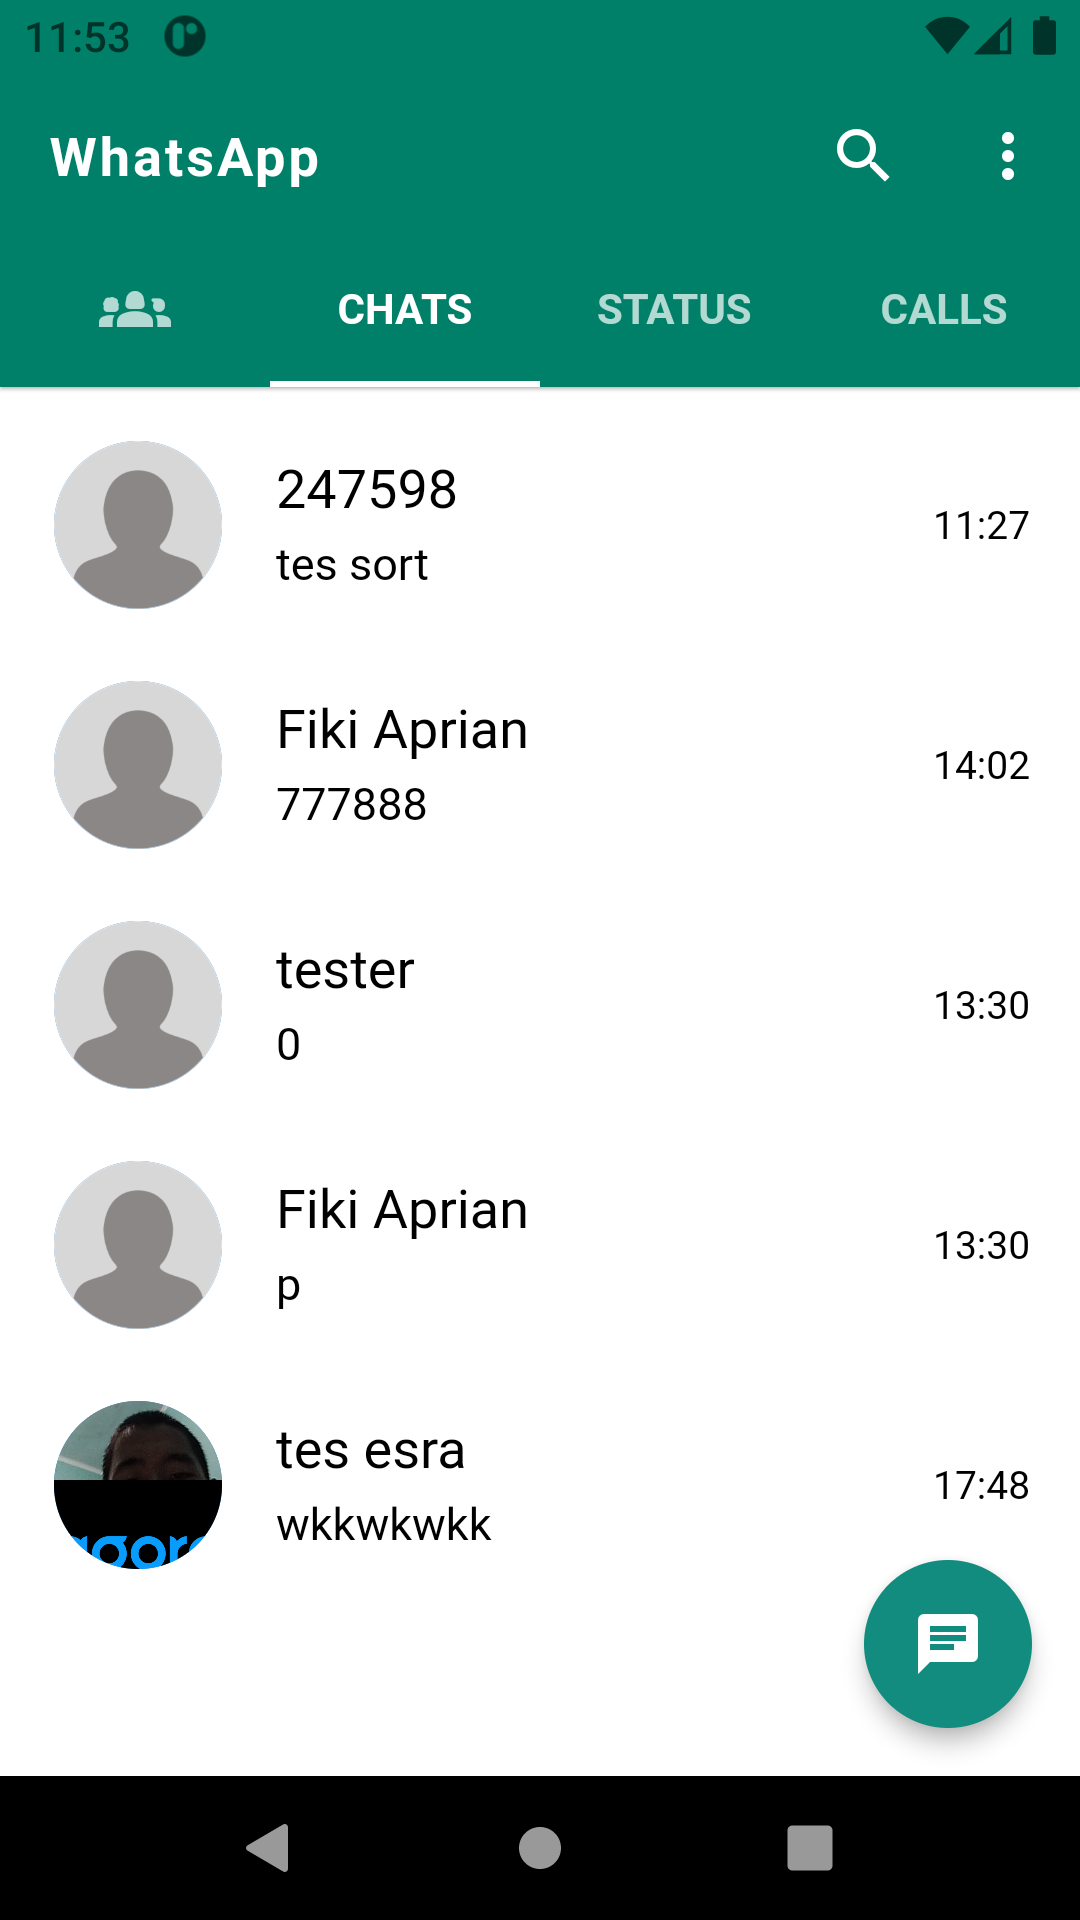 11:53
WhatsApp
CHATS STATUS CALLS
247598
tes sort
11:27
Fiki Aprian
777888
14:02
tester
0
13:30
Fiki Aprian
p
13:30
tes esra
wkkwkwkk
17:48
agora